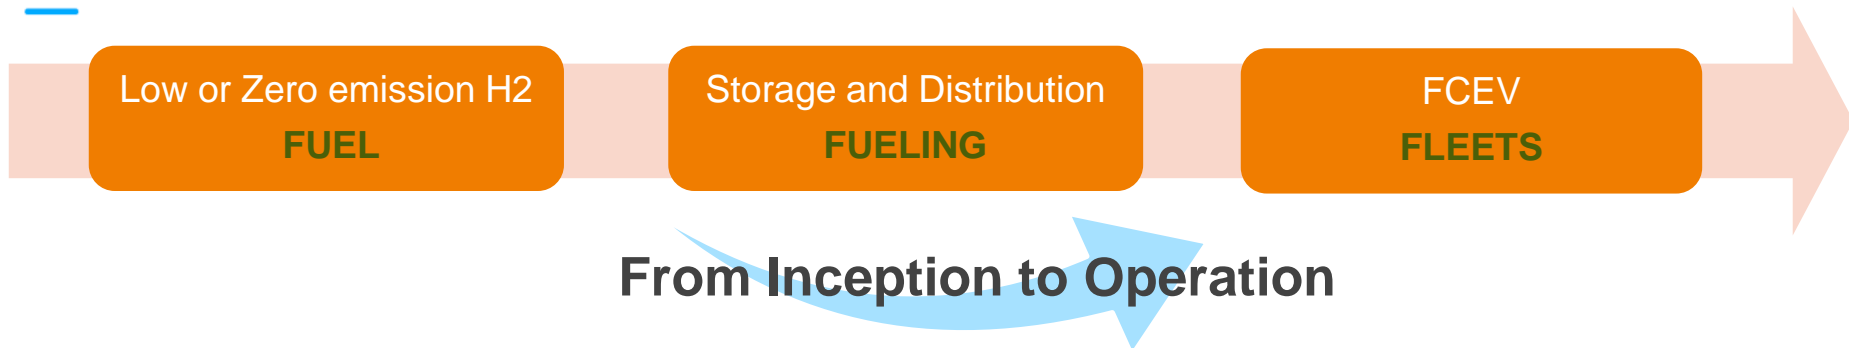 Low or Zero emission H2
FUEL
Storage and Distribution
FUELING
FCEV
FLEETS
From Inception to Operation